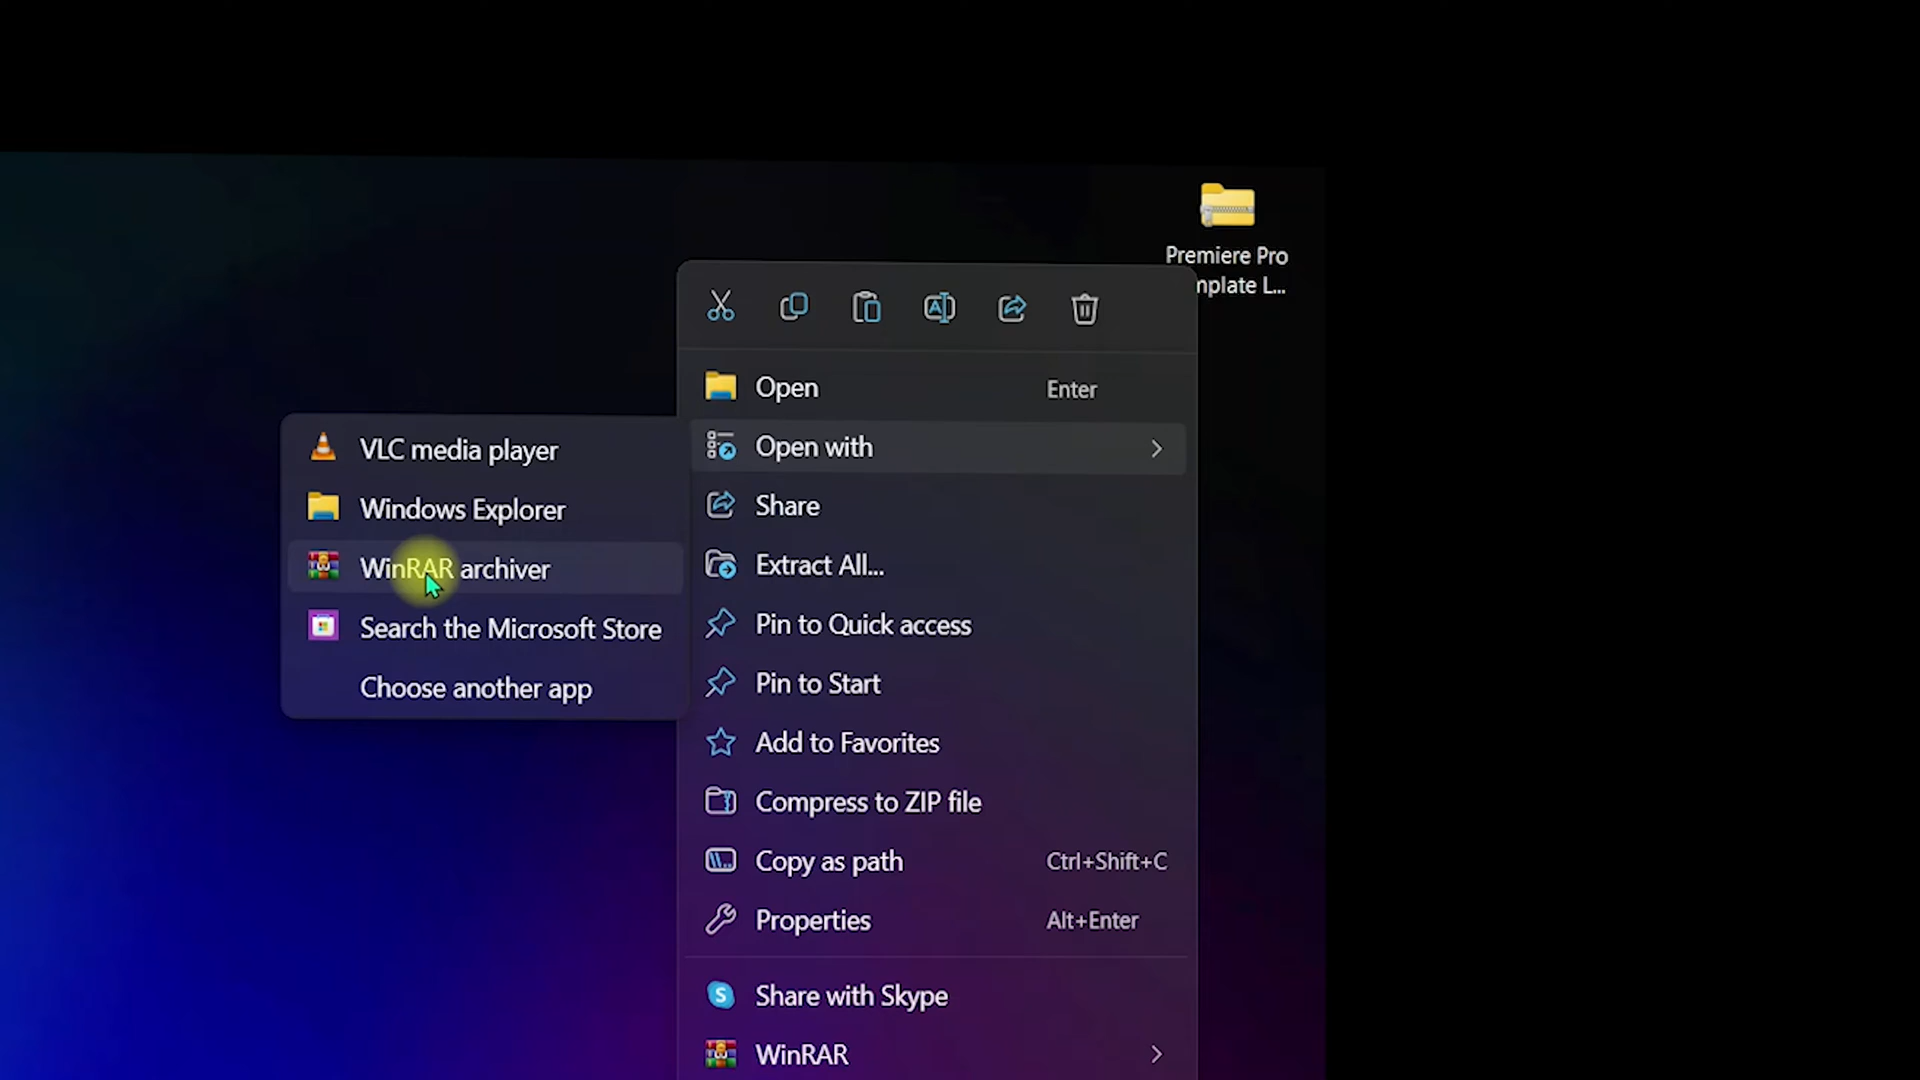 Premiere Pro
mplate L...
Open Enter
Open with
Share
Extract All...
Pin to Quick access
Pin to Start
Add to Favorites
Compress to ZIP file
Copy as path Ctrl+Shift+C
Properties Alt+Enter
Share with Skype
WinRAR
VLC media player
Windows Explorer
WinRAR archiver
Search the Microsoft Store
Choose another app